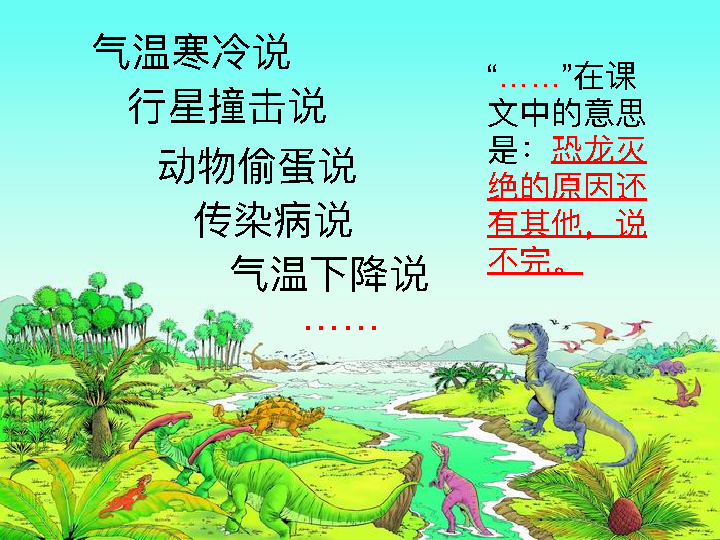 气温寒冷说
行星撞击说
动物偷蛋说
传染病说
气温下降说
……
“……”在课
文中的意思
是：恐龙灭
绝的原因还
有其他，说
不完。